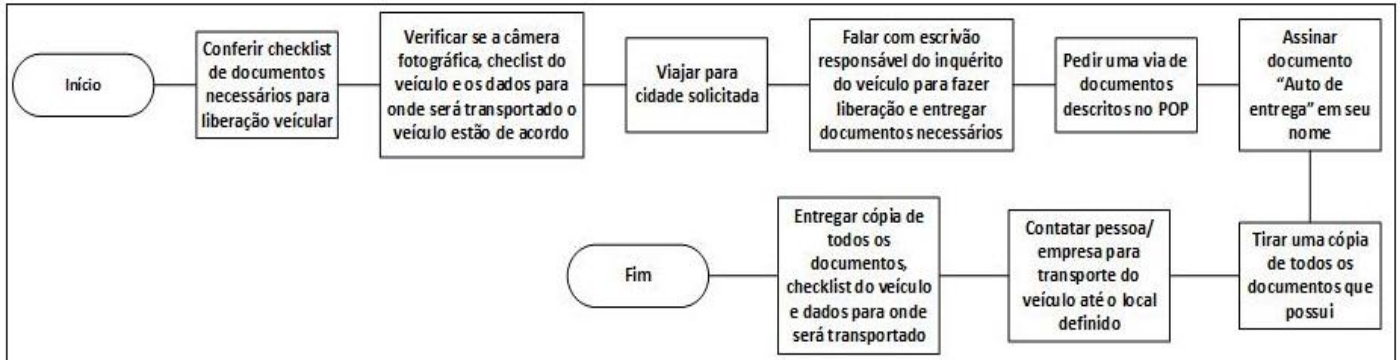 Início
Conferir checklist
de documentos
necessários para
liberação veícular
Verificar se a câmera
fotográfica, checlist do
veículo e os dados para
onde será transportado o
veículo estão de acordo
Viajar para
cidade solicitada
Falar com escrivão
responsável do inquérito
do veículo para fazer
liberação e entregar
documentos necessários
Pedir uma via de
documentos
descritos no POP
Assinar
documento
“Auto de
entrega” em seu
nome
Tirar uma cópia
de todos os
documentos que
possui
Contatar pessoa/
empresa para
transporte do
veículo até o local
definido
Entregar cópia de
todos os
documentos,
checklist do veículo
e dados para onde
será transportado
Fim